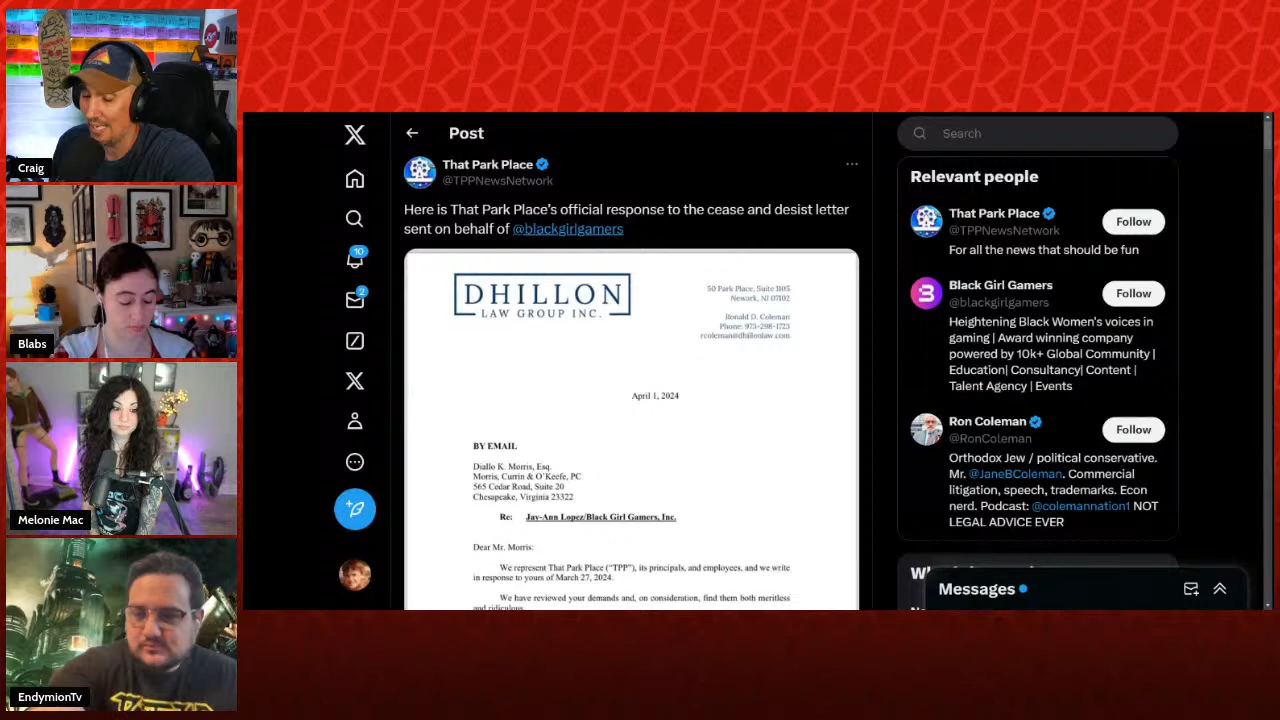 Craig
Blabs
Melonie Mac
EndymionTv
Post
That Park Place
@TPPNewsNetwork
Here is That Park Place's official response to the cease and desist letter
sent on behalf of @blackgirlgamers
DHILLON
LAW GROUP INC.
50 Park Place, Suite 1105
Newark, NJ 07102
Ronald D. Coleman
Phone: 973-298-1723
rcoleman@dhillonlaw.com
April 1, 2024
BY EMAIL
Diallo K. Morris, Esq.
Morris, Currin & O'Keefe, PC
565 Cedar Road, Suite 20
Chesapeake, Virginia 23322
Re: Jay-Ann Lopez/Black Girl Gamers, Inc.
Dear Mr. Morris:
We represent That Park Place ("TPP"), its principals, and employees, and we write
in response to yours of March 27, 2024.
We have reviewed your demands and, on consideration, find them both meritless
and ridiculous
10
2
Search
Relevant people
That Park Place
@TPPNewsNetwork
Follow
For all the news that should be fun
Black Girl Gamers
@blackgirlgamers
Follow
Heightening Black Women's voices in
gaming | Award winning company
powered by 10k+ Global Community |
Education| Consultancy| Content |
Talent Agency | Events
Ron Coleman
@RonColeman
Follow
Orthodox Jew / political conservative.
Mr. @JaneBColeman. Commercial
litigation, speech, trademarks. Econ
nerd. Podcast: @colemannation1 NOT
LEGAL ADVICE EVER
Messages